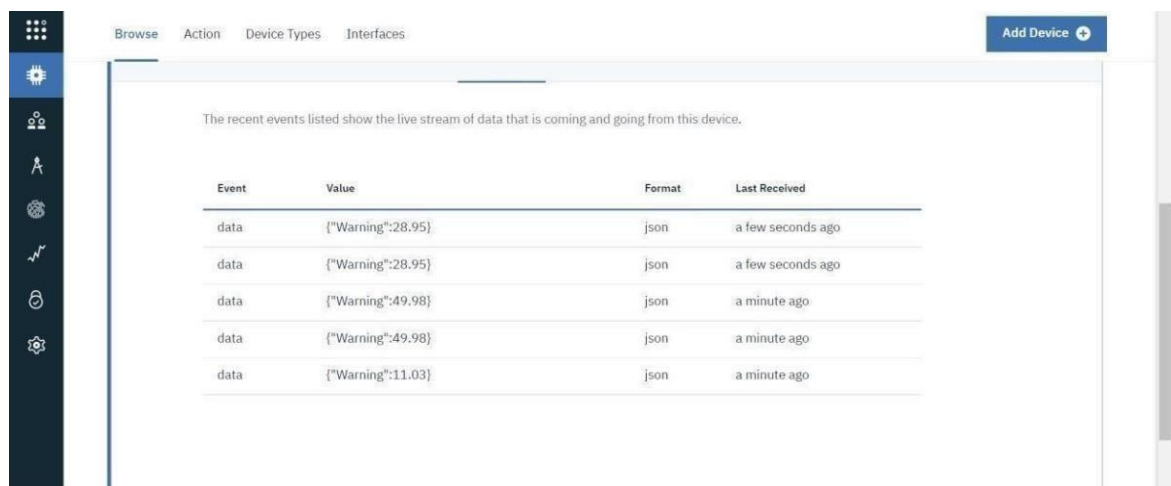 Browse Action Device Types Interfaces Add Device
The recent events listed show the live stream of data that is coming and going from this device.
Event Value Format Last Received
data {"Warning":28.95} json a few seconds ago
data {"Warning":28.95} json a few seconds ago
data {"Warning":49.98} json a minute ago
data {"Warning":49.98} json a minute ago
data {"Warning":11.03} json a minute ago